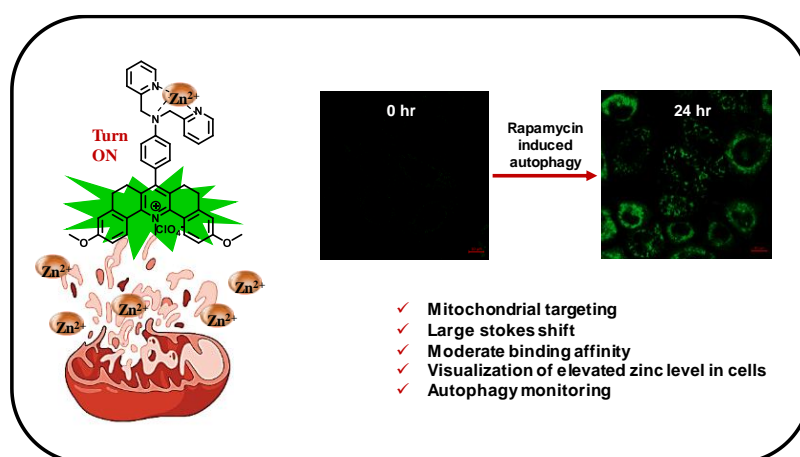 N
Zn2+
N
N
Turn
ON
⊕
N
ClO4-
O
O
Zn2+
Zn2+
Zn2+
Zn2+
Zn2+
0 hr
Rapamycin
induced
autophagy
24 hr
✓ Mitochondrial targeting
✓ Large stokes shift
✓ Moderate binding affinity
✓ Visualization of elevated zinc level in cells
✓ Autophagy monitoring